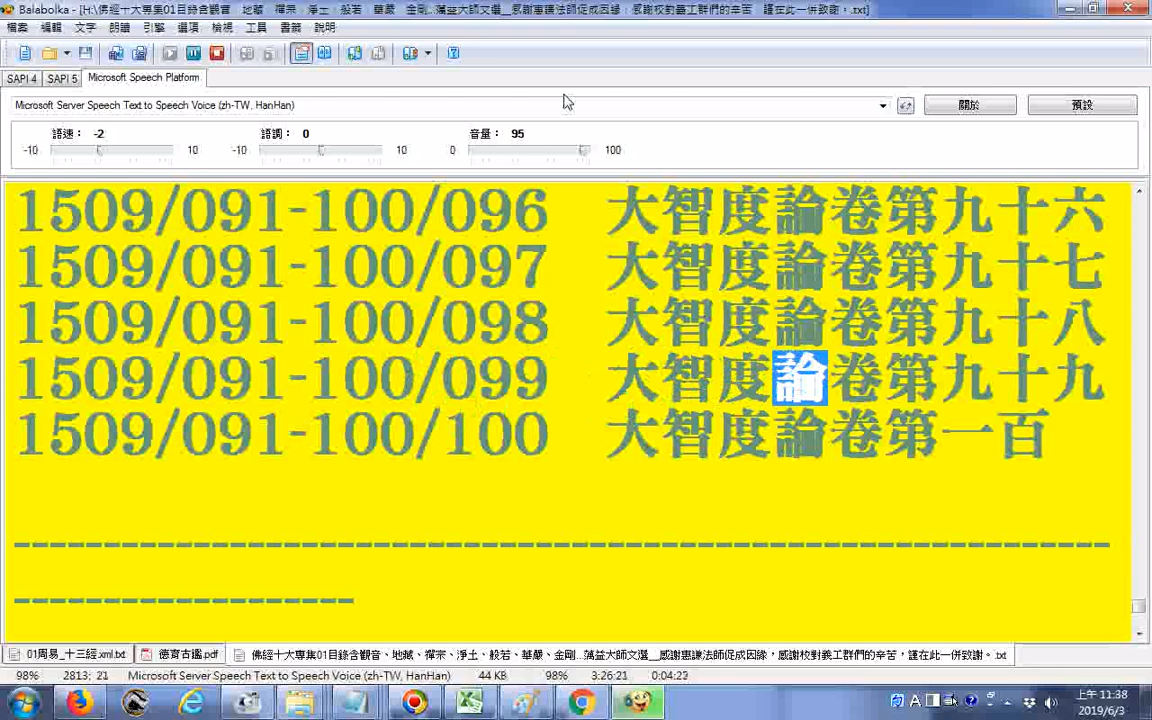 Balabolka - [H:\佛經十大專集01目錄含觀音 地藏 禪宗 淨土 般若 華嚴 金剛...蕅益大師文選__感謝惠謙法師促成因緣，感謝校對義工群們的辛苦 謹在此一併致謝。.txt]
檔案 編輯 文字 朗讀 引擎 選項 檢視 工具 書籤 說明
SAPI 4 SAPI 5 Microsoft Speech Platform
Microsoft Server Speech Text to Speech Voice (zh-TW, HanHan) 關於 預設
語速： -2 語調： 0 音量： 95
-10 10 -10 10 0 100
1509/091-100/096 大智度論卷第九十六
1509/091-100/097 大智度論卷第九十七
1509/091-100/098 大智度論卷第九十八
1509/091-100/099 大智度論卷第九十九
1509/091-100/100 大智度論卷第一百
01周易_十三經.xml.txt 德育古鑑.pdf 佛經十大專集01目錄含觀音、地藏、禪宗、淨土、般若、華嚴、金剛...蕅益大師文選__感謝惠謙法師促成因緣，感謝校對義工群們的辛苦，謹在此一併致謝。.txt
98% 2813; 21 Microsoft Server Speech Text to Speech Voice (zh-TW, HanHan) 44 KB 98% 3:26:21 0:04:23
上午 11:38
2019/6/3